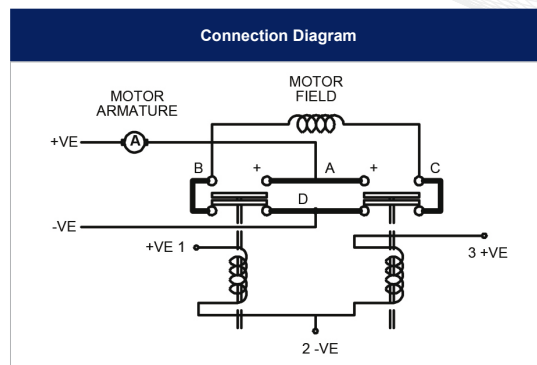 Connection Diagram
MOTOR
FIELD
MOTOR
ARMATURE
+VE
A
B
+
A
+
C
D
-VE
+VE 1
3 +VE
2 -VE